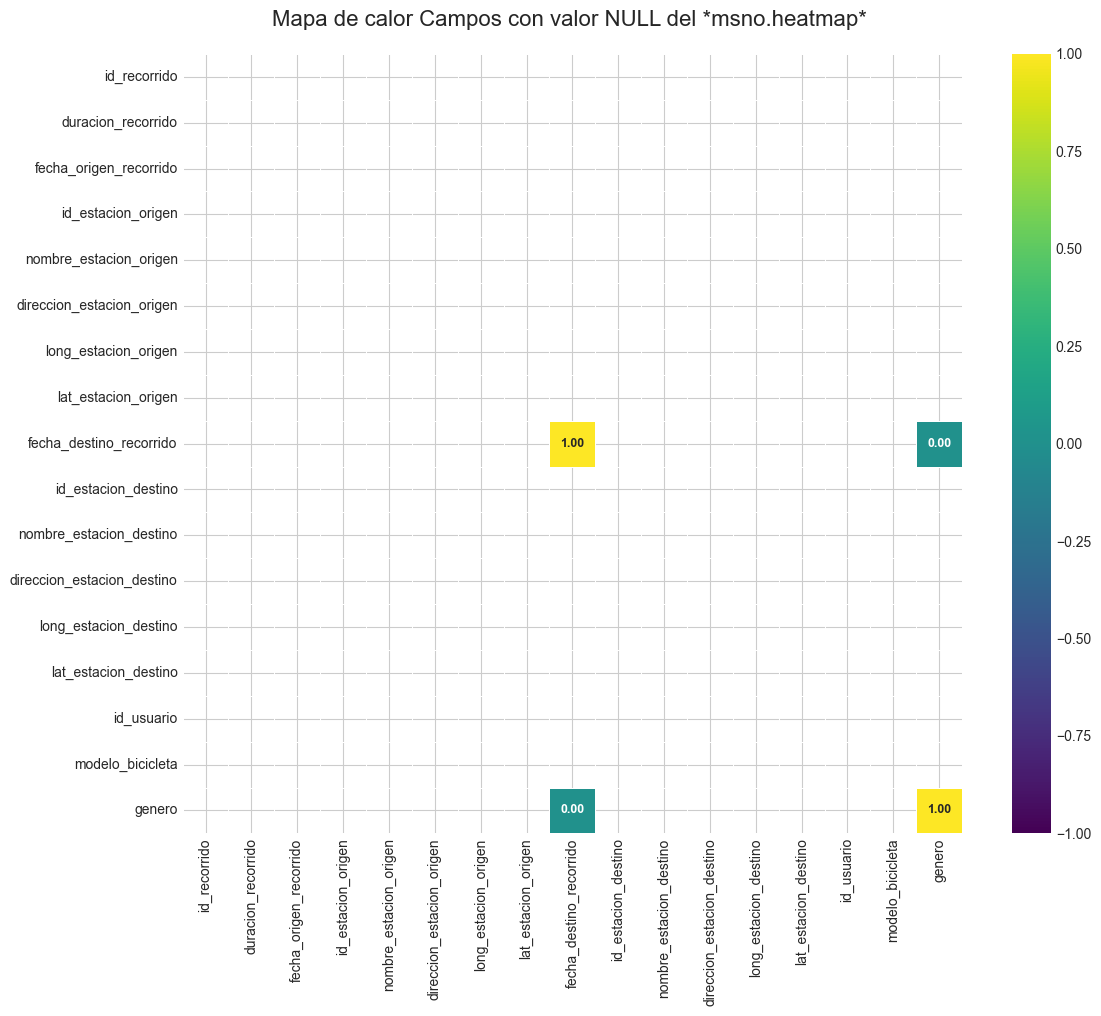 Mapa de calor Campos con valor NULL del *msno.heatmap*
id_recorrido
duracion_recorrido
fecha_origen_recorrido
id_estacion_origen
nombre_estacion_origen
direccion_estacion_origen
long_estacion_origen
lat_estacion_origen
fecha_destino_recorrido
id_estacion_destino
nombre_estacion_destino
direccion_estacion_destino
long_estacion_destino
lat_estacion_destino
id_usuario
modelo_bicicleta
genero
1.00
0.00
0.00
1.00
id_recorrido
duracion_recorrido
fecha_origen_recorrido
id_estacion_origen
nombre_estacion_origen
direccion_estacion_origen
long_estacion_origen
lat_estacion_origen
fecha_destino_recorrido
id_estacion_destino
nombre_estacion_destino
direccion_estacion_destino
long_estacion_destino
lat_estacion_destino
id_usuario
modelo_bicicleta
genero
1.00
0.75
0.50
0.25
0.00
−0.25
−0.50
−0.75
−1.00